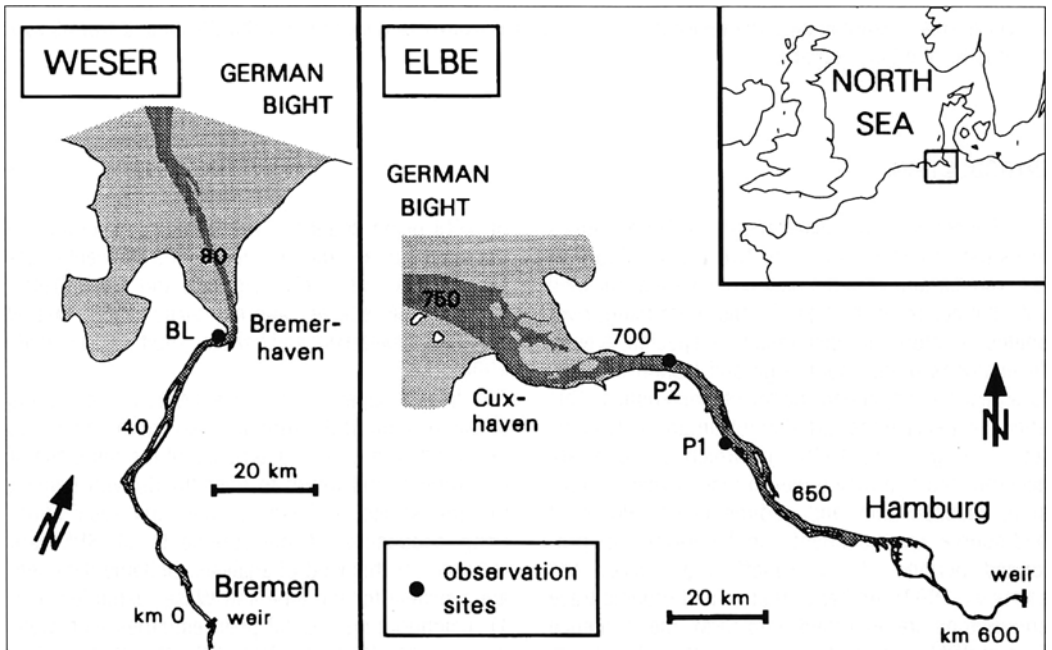 WESER
GERMAN
BIGHT
80
BL
Bremer-
haven
40
20 km
N
Bremen
km 0
weir
ELBE
GERMAN
BIGHT
750
700
P2
Cux-
haven
P1
650
Hamburg
weir
km 600
20 km
N
observation
sites
NORTH
SEA